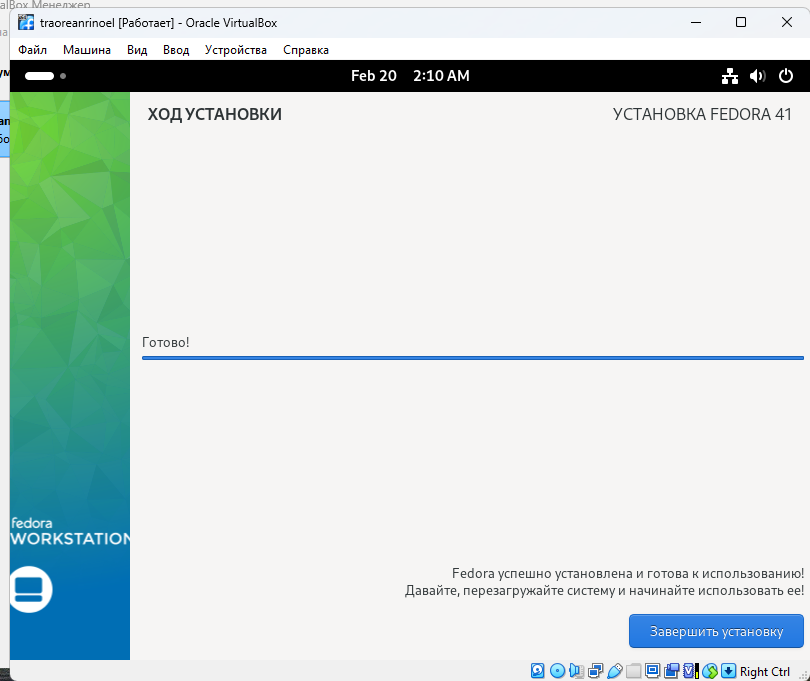 alBox Менеджер
traoreanrinoel [Работает] - Oracle VirtualBox
Файл Машина Вид Ввод Устройства Справка
Feb 20 2:10 AM
ХОД УСТАНОВКИ
УСТАНОВКА FEDORA 41
Готово!
fedora
WORKSTATION
Fedora успешно установлена и готова к использованию!
Давайте, перезагружайте систему и начинайте использовать ее!
Завершить установку
Right Ctrl